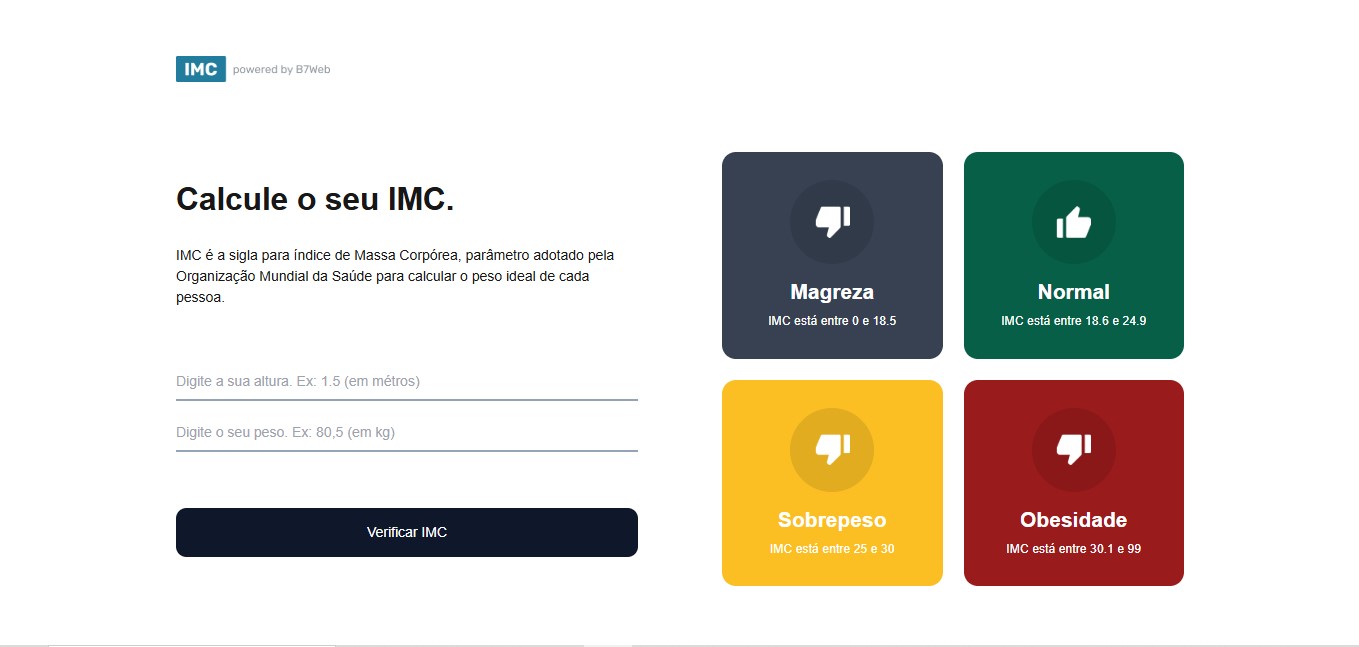 IMC powered by B7Web
Calcule o seu IMC.
IMC é a sigla para índice de Massa Corpórea, parâmetro adotado pela
Organização Mundial da Saúde para calcular o peso ideal de cada
pessoa.
Digite a sua altura. Ex: 1.5 (em métros)
Digite o seu peso. Ex: 80,5 (em kg)
Verificar IMC
Magreza
IMC está entre 0 e 18.5
Normal
IMC está entre 18.6 e 24.9
Sobrepeso
IMC está entre 25 e 30
Obesidade
IMC está entre 30.1 e 99